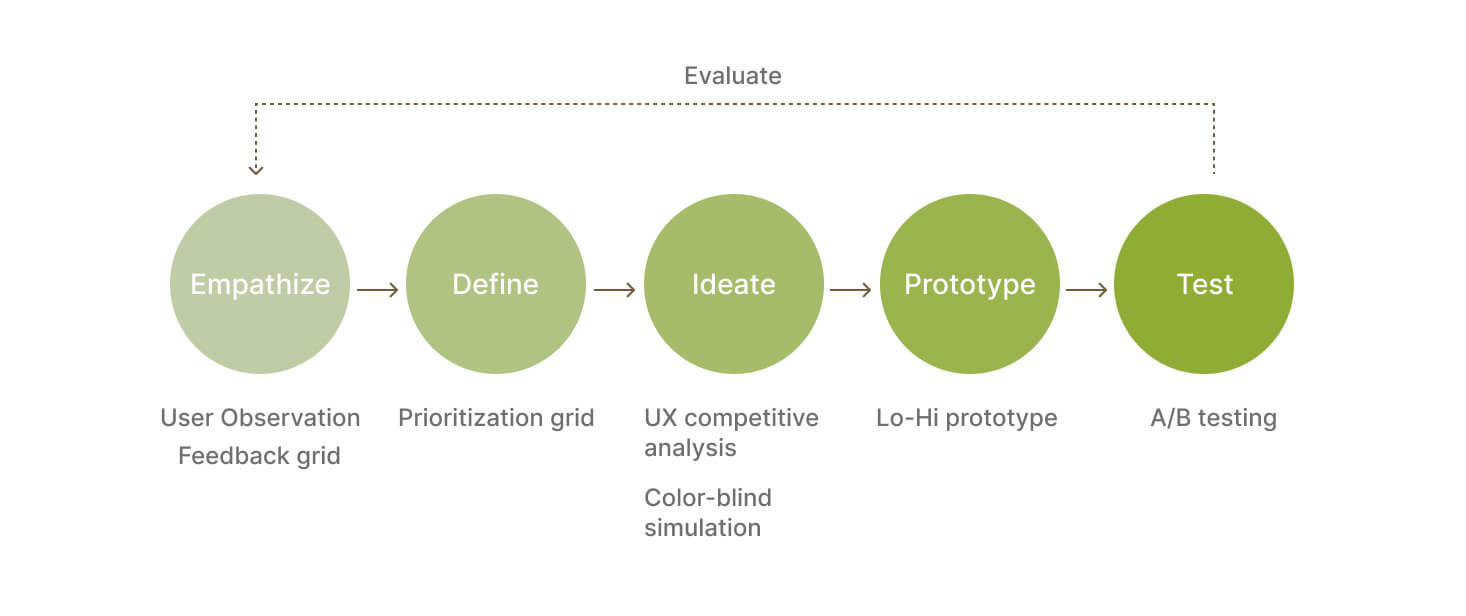 Evaluate
Empathize
Define
Ideate
Prototype
Test
User Observation
Feedback grid
Prioritization grid
UX competitive
analysis
Color-blind
simulation
Lo-Hi prototype
A/B testing